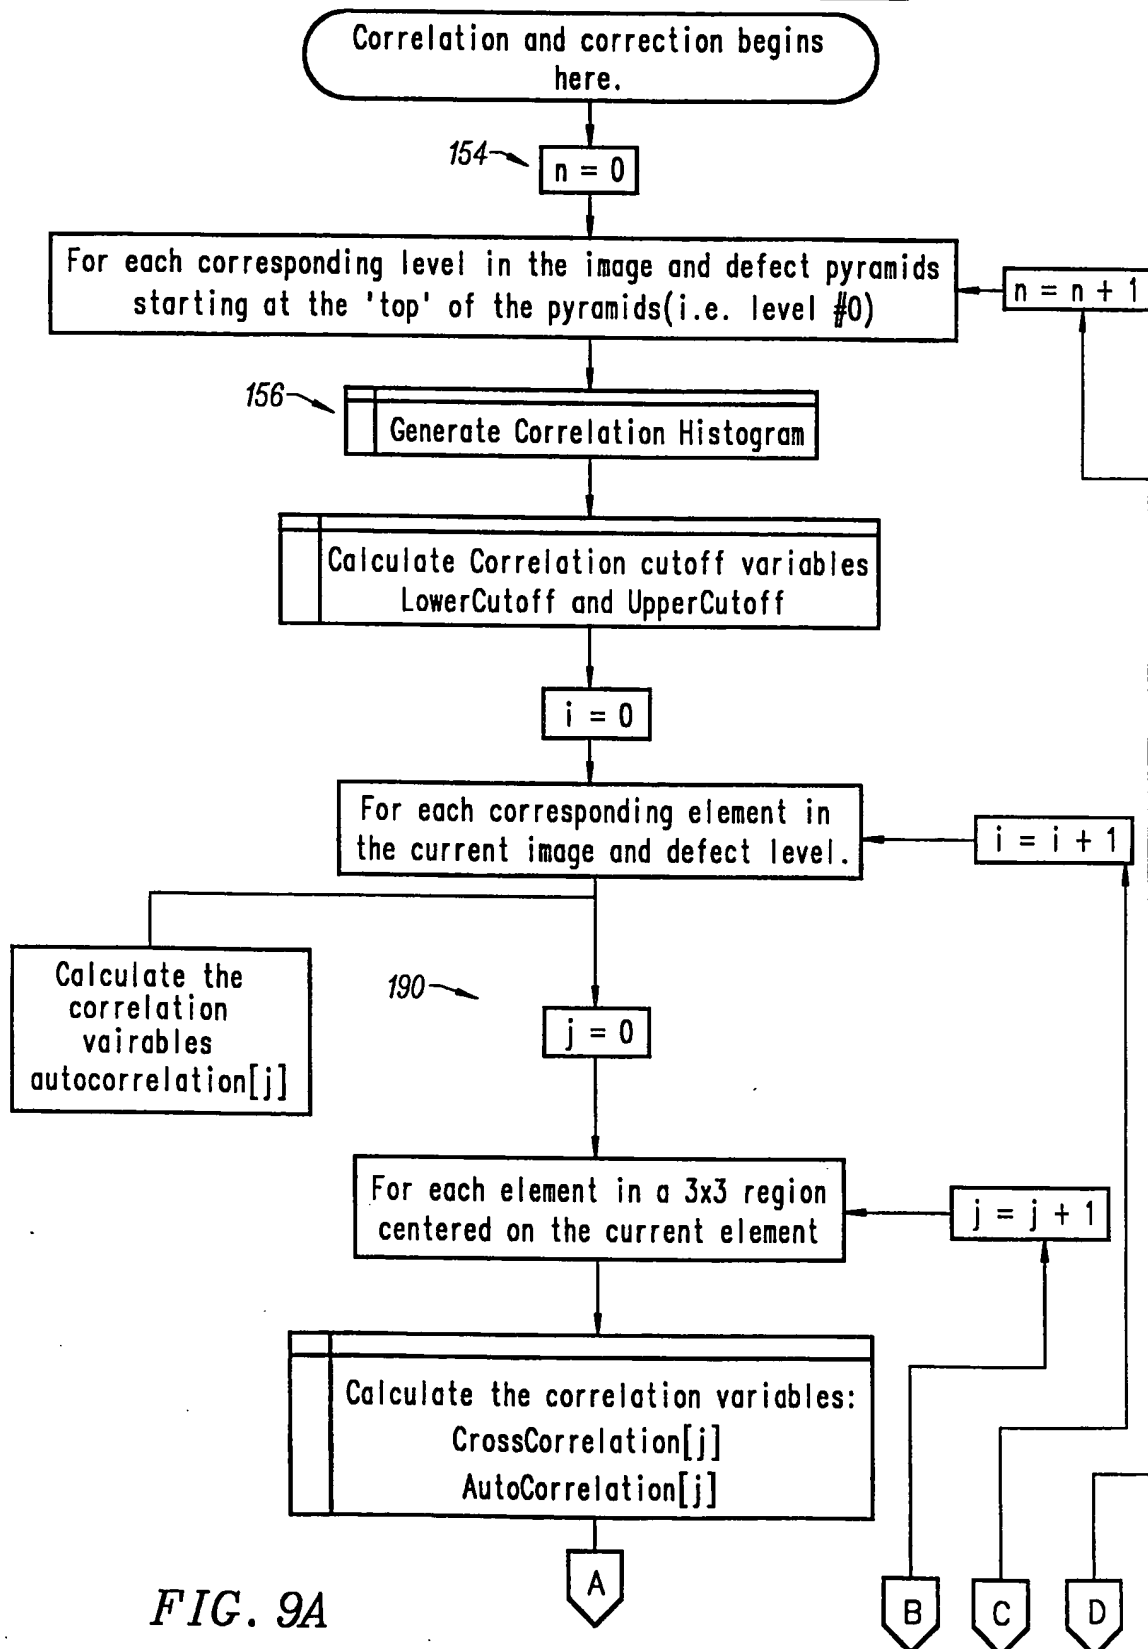 Correlation and correction begins
here.
154
n = 0
For each corresponding level in the image and defect pyramids
starting at the 'top' of the pyramids(i.e. level #0)
n = n + 1
156
Generate Correlation Histogram
Calculate Correlation cutoff variables
LowerCutoff and UpperCutoff
i = 0
For each corresponding element in
the current image and defect level.
i = i + 1
Calculate the
correlation
vairables
autocorrelation[j]
190
j = 0
For each element in a 3x3 region
centered on the current element
j = j + 1
Calculate the correlation variables:
CrossCorrelation[j]
AutoCorrelation[j]
A
B
C
D
FIG. 9A